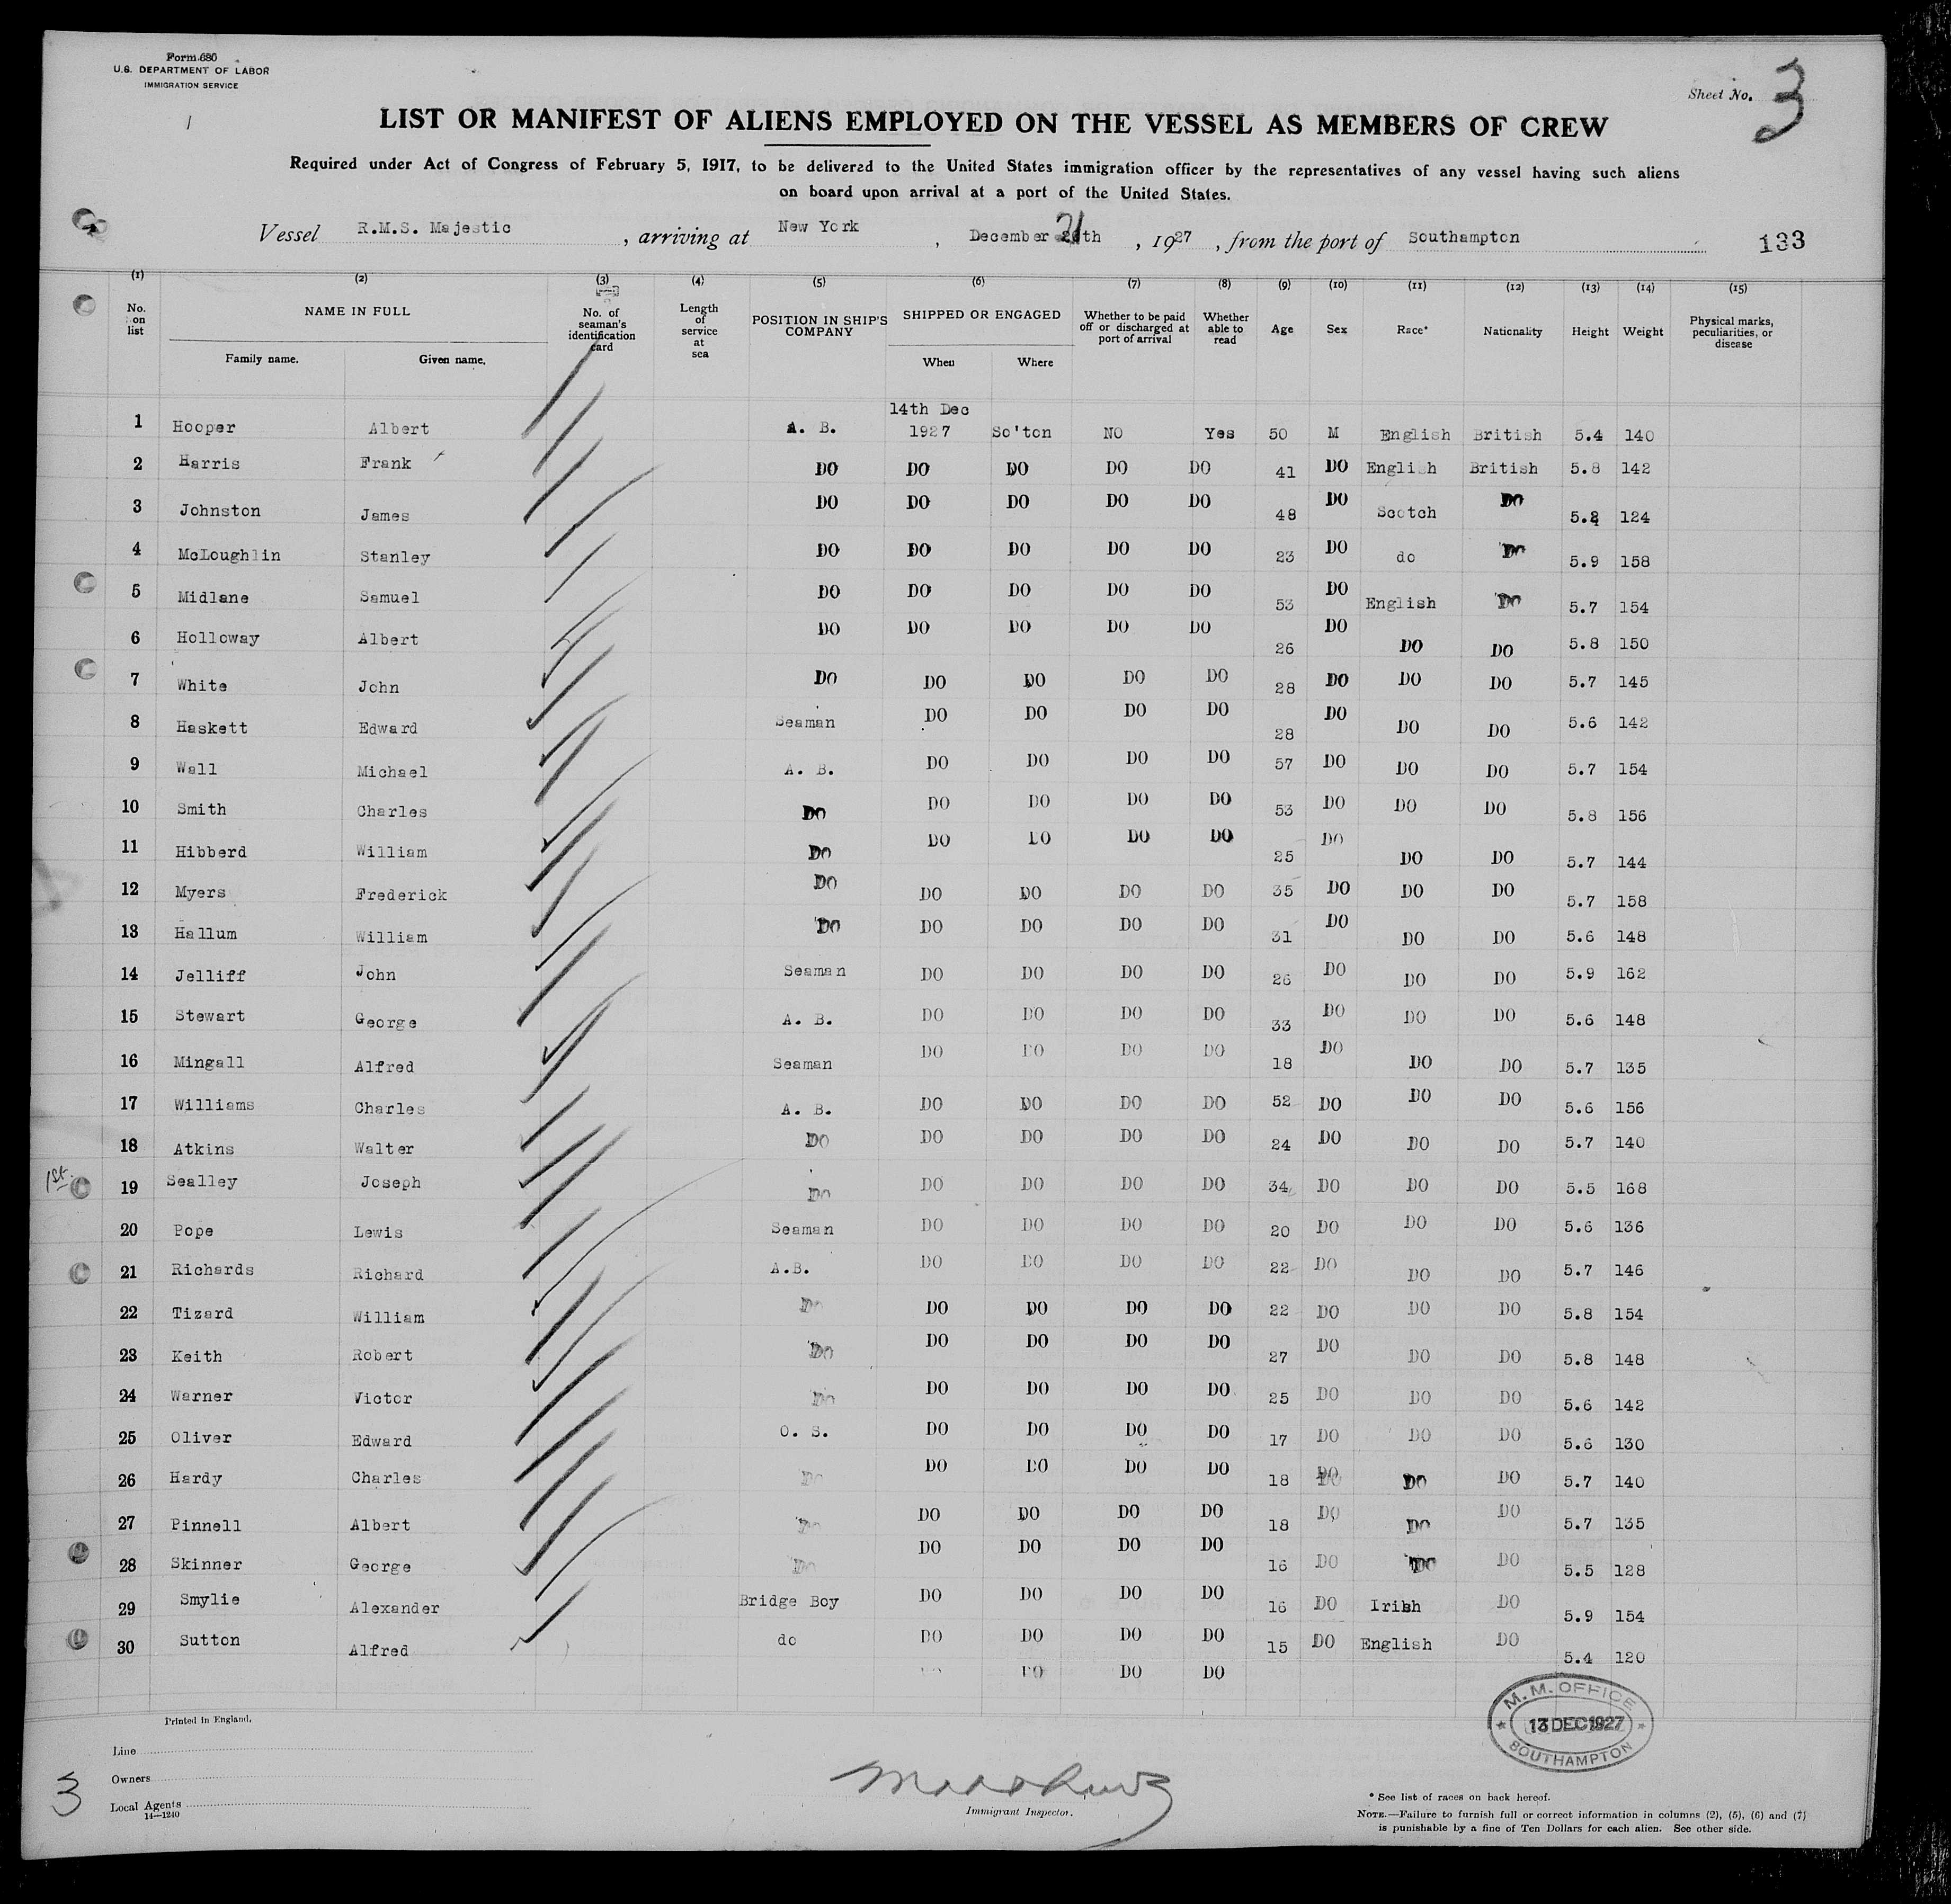 Form 686
U.S. DEPARTMENT OF LABOR
IMMIGRATION SERVICE
Sheet No. 3
LIST OR MANIFEST OF ALIENS EMPLOYED ON THE VESSEL AS MEMBERS OF CREW
Required under Act of Congress of February 5, 1917, to be delivered to the United States immigration officer by the representatives of any vessel having such aliens
on board upon arrival at a port of the United States.
Vessel R.M.S. Majestic, arriving at New York, December 21th, 1927, from the port of Southampton 133
(1) (2) (3) (4) (5) (6) (7) (8) (9) (10) (11) (12) (13) (14) (15)
No. on list NAME IN FULL Family name. Given name. No. of seaman's identification card Length of service at sea POSITION IN SHIP'S COMPANY SHIPPED OR ENGAGED When Where Whether to be paid off or discharged at port of arrival Whether able to read Age Sex Race* Nationality Height Weight Physical marks, peculiarities, or disease
1 Hooper Albert A. B. 14th Dec 1927 So'ton NO Yes 50 M English British 5.4 140
2 Harris Frank DO DO DO DO DO 41 DO English British 5.8 142
3 Johnston James DO DO DO DO DO 48 DO Scotch DO 5.8 124
4 McLoughlin Stanley DO DO DO DO DO 23 DO do DO 5.9 158
5 Midlane Samuel DO DO DO DO DO 53 DO English DO 5.7 154
6 Holloway Albert DO DO DO DO DO 26 DO DO DO 5.8 150
7 White John DO DO DO DO DO 28 DO DO DO 5.7 145
8 Haskett Edward Seaman DO DO DO DO 28 DO DO DO 5.6 142
9 Wall Michael A. B. DO DO DO DO 57 DO DO DO 5.7 154
10 Smith Charles DO DO DO DO DO 53 DO DO DO 5.8 156
11 Hibberd William DO DO DO DO DO 25 DO DO DO 5.7 144
12 Myers Frederick DO DO DO DO DO 35 DO DO DO 5.7 158
13 Hallum William DO DO DO DO DO 31 DO DO DO 5.6 148
14 Jelliff John Seaman DO DO DO DO 26 DO DO DO 5.9 162
15 Stewart George A. B. DO DO DO DO 33 DO DO DO 5.6 148
16 Mingall Alfred Seaman DO DO DO DO 18 DO DO DO 5.7 135
17 Williams Charles A. B. DO DO DO DO 52 DO DO DO 5.6 156
18 Atkins Walter DO DO DO DO DO 24 DO DO DO 5.7 140
1st 19 Sealley Joseph DO DO DO DO DO 34 DO DO DO 5.5 168
20 Pope Lewis Seaman DO DO DO DO 20 DO DO DO 5.6 136
21 Richards Richard A.B. DO DO DO DO 22 DO DO DO 5.7 146
22 Tizard William DO DO DO DO DO 22 DO DO DO 5.8 154
23 Keith Robert DO DO DO DO DO 27 DO DO DO 5.8 148
24 Warner Victor DO DO DO DO DO 25 DO DO DO 5.6 142
25 Oliver Edward O. S. DO DO DO DO 17 DO DO DO 5.6 130
26 Hardy Charles DO DO DO DO DO 18 DO DO DO 5.7 140
27 Pinnell Albert DO DO DO DO DO 18 DO DO DO 5.7 135
28 Skinner George DO DO DO DO DO 16 DO DO DO 5.5 128
29 Smylie Alexander Bridge Boy DO DO DO DO 16 DO Irish DO 5.9 154
30 Sutton Alfred do DO DO DO DO 15 DO English DO 5.4 120
DO DO DO
M. M. OFFICE
13 DEC 1927
SOUTHAMPTON
Printed in England.
Line
Owners
Local Agents
14—1240
3
Immigrant Inspector.
* See list of races on back hereof.
NOTE.—Failure to furnish full or correct information in columns (2), (5), (6) and (7)
is punishable by a fine of Ten Dollars for each alien. See other side.